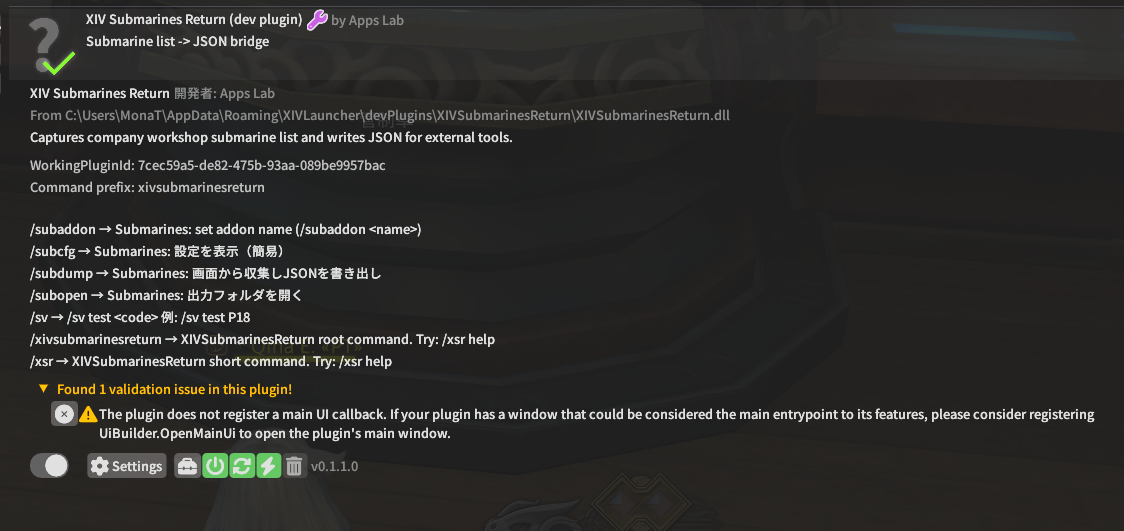 XIV Submarines Return (dev plugin) by Apps Lab
Submarine list -> JSON bridge
XIV Submarines Return 開発者: Apps Lab
From C:\Users\MonaT\AppData\Roaming\XIVLauncher\devPlugins\XIVSubmarinesReturn\XIVSubmarinesReturn.dll
Captures company workshop submarine list and writes JSON for external tools.
WorkingPluginId: 7cec59a5-de82-475b-93aa-089be9957bac
Command prefix: xivsubmarinesreturn
/subaddon → Submarines: set addon name (/subaddon <name>)
/subcfg → Submarines: 設定を表示（簡易）
/subdump → Submarines: 画面から収集しJSONを書き出し
/subopen → Submarines: 出力フォルダを開く
/sv → /sv test <code> 例: /sv test P18
/xivsubmarinesreturn → XIVSubmarinesReturn root command. Try: /xsr help
/xsr → XIVSubmarinesReturn short command. Try: /xsr help
Found 1 validation issue in this plugin!
The plugin does not register a main UI callback. If your plugin has a window that could be considered the main entrypoint to its features, please consider registering
UiBuilder.OpenMainUi to open the plugin's main window.
Settings v0.1.1.0